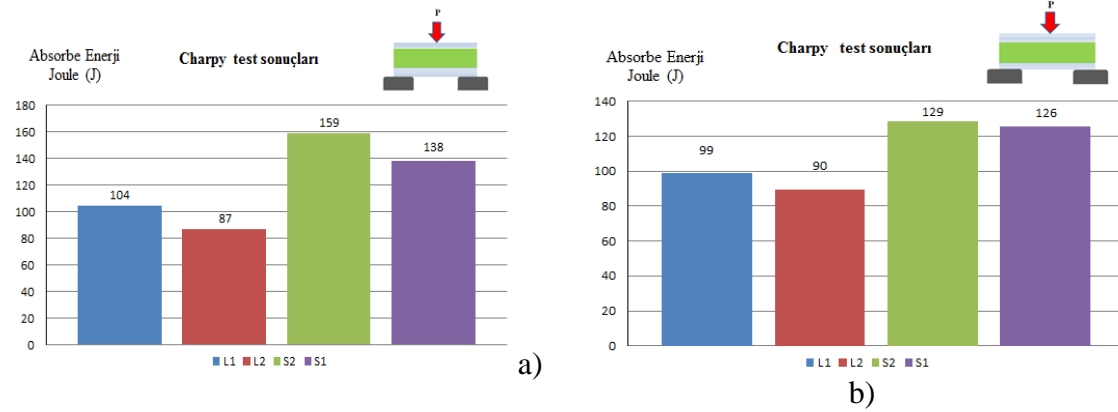 P
Absorbe Enerji
Joule (J)
Charpy test sonuçları
180
160
140
120
100
80
60
40
20
0
104
87
159
138
L1 L2 S2 S1
a)
P
Absorbe Enerji
Joule (J)
Charpy test sonuçları
140
120
100
80
60
40
20
0
99
90
129
126
L1 L2 S2 S1
b)